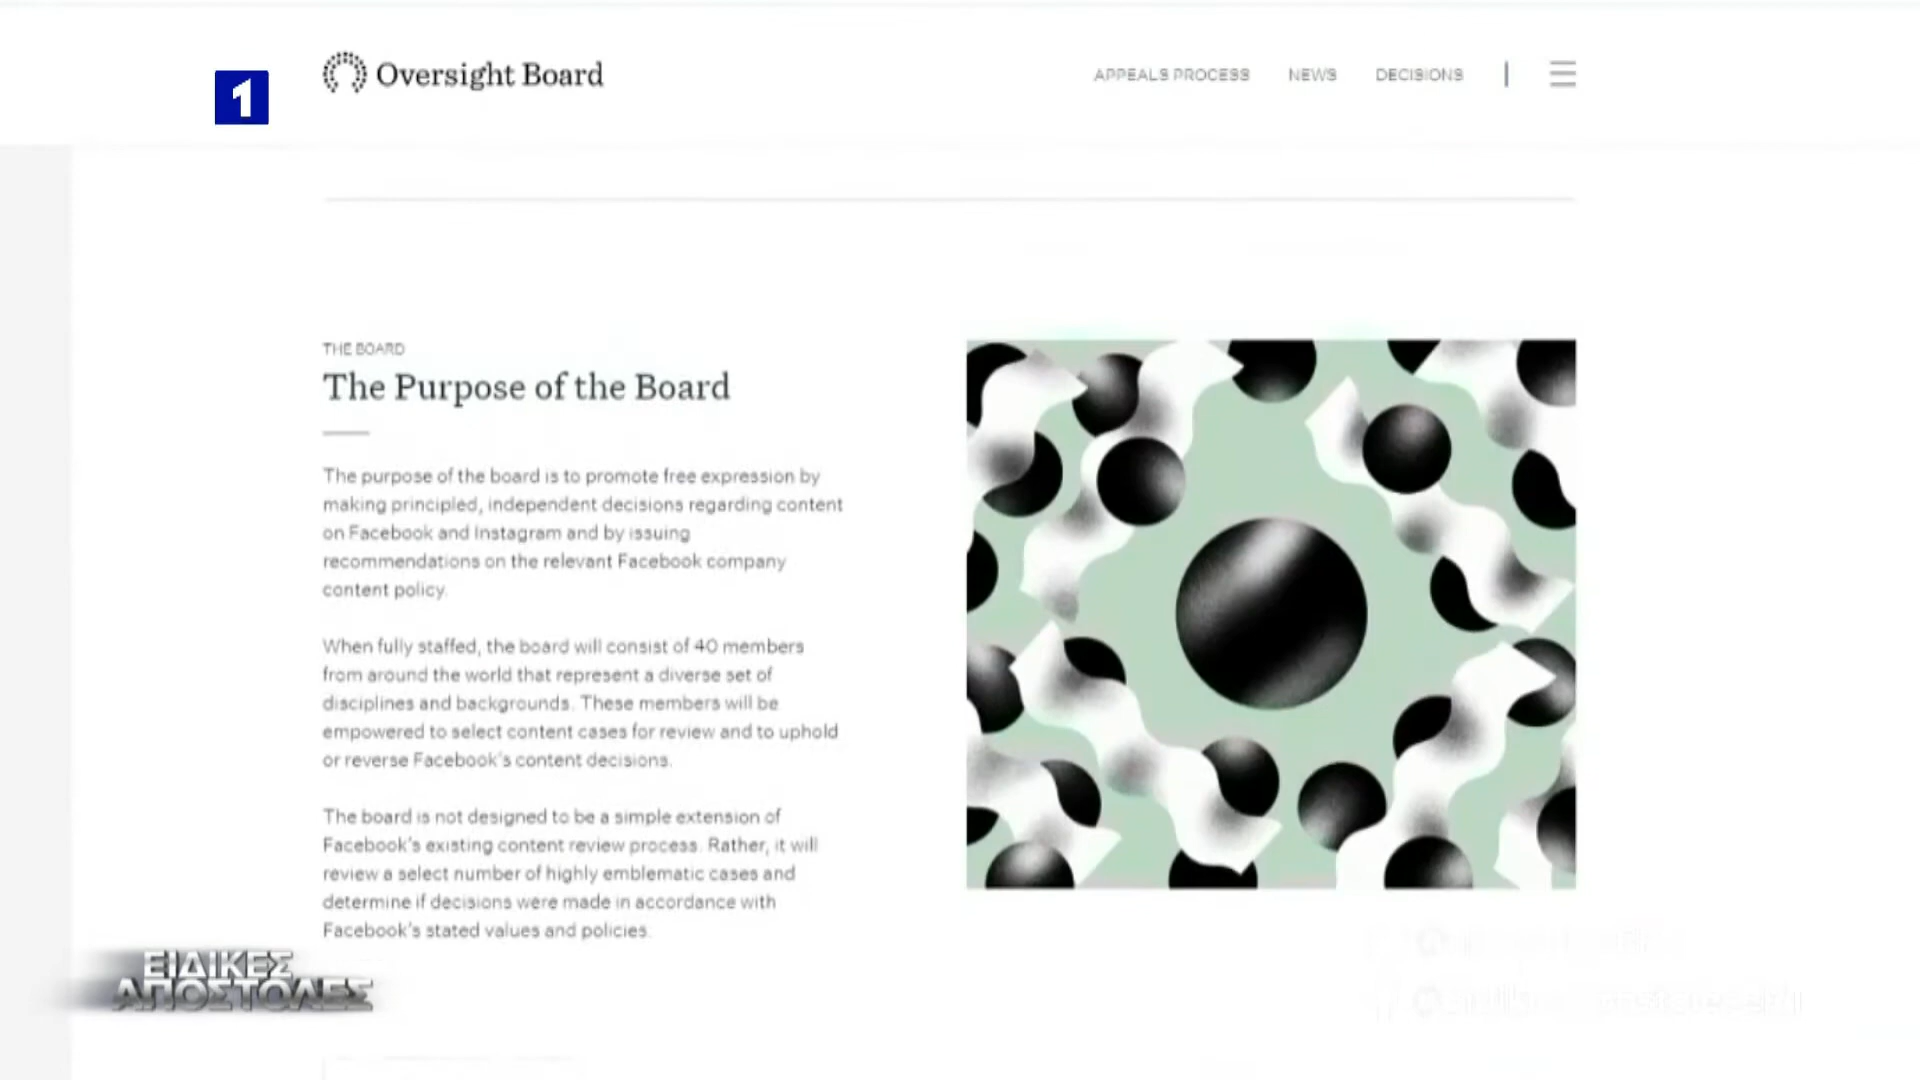 1
Oversight Board
APPEALS PROCESS
NEWS
DECISIONS
THE BOARD
The Purpose of the Board
The purpose of the board is to promote free expression by
making principled, independent decisions regarding content
on Facebook and Instagram and by issuing
recommendations on the relevant Facebook company
content policy.
When fully staffed, the board will consist of 40 members
from around the world that represent a diverse set of
disciplines and backgrounds. These members will be
empowered to select content cases for review and to uphold
or reverse Facebook's content decisions.
The board is not designed to be a simple extension of
Facebook's existing content review process. Rather, it will
review a select number of highly emblematic cases and
determine if decisions were made in accordance with
Facebook's stated values and policies.
ΕΙΔΙΚΕΣ
ΑΠΟΣΤΟΛΕΣ